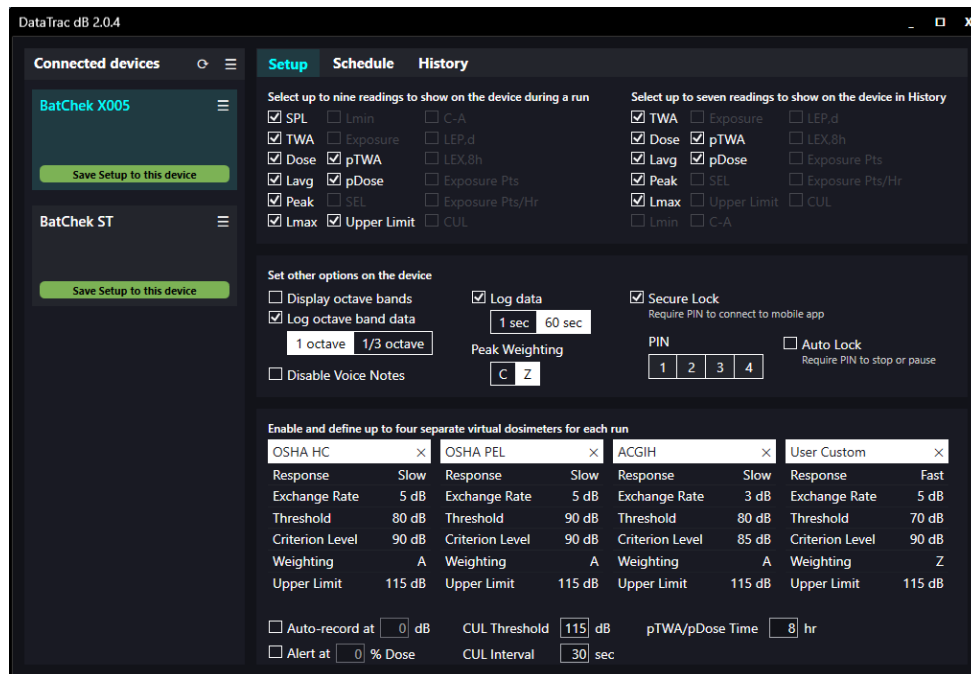 DataTrac dB 2.0.4
Connected devices
BatChek X005
Save Setup to this device
BatChek ST
Save Setup to this device
Setup Schedule History
Select up to nine readings to show on the device during a run
SPL Lmin C-A
TWA Exposure LEP,d
Dose pTWA LEX,8h
Lavg pDose Exposure Pts
Peak SEL Exposure Pts/Hr
Lmax Upper Limit CUL
Select up to seven readings to show on the device in History
TWA Exposure LEP,d
Dose pTWA LEX,8h
Lavg pDose Exposure Pts
Peak SEL Exposure Pts/Hr
Lmax Upper Limit CUL
Lmin C-A
Set other options on the device
Display octave bands
Log octave band data
1 octave 1/3 octave
Disable Voice Notes
Log data
1 sec 60 sec
Peak Weighting
C Z
Secure Lock
Require PIN to connect to mobile app
PIN
1 2 3 4
Auto Lock
Require PIN to stop or pause
Enable and define up to four separate virtual dosimeters for each run
OSHA HC × OSHA PEL × ACGIH × User Custom ×
Response Slow Response Slow Response Slow Response Fast
Exchange Rate 5 dB Exchange Rate 5 dB Exchange Rate 3 dB Exchange Rate 5 dB
Threshold 80 dB Threshold 90 dB Threshold 80 dB Threshold 70 dB
Criterion Level 90 dB Criterion Level 90 dB Criterion Level 85 dB Criterion Level 90 dB
Weighting A Weighting A Weighting A Weighting Z
Upper Limit 115 dB Upper Limit 115 dB Upper Limit 115 dB Upper Limit 115 dB
Auto-record at 0 dB CUL Threshold 115 dB pTWA/pDose Time 8 hr
Alert at 0 % Dose CUL Interval 30 sec